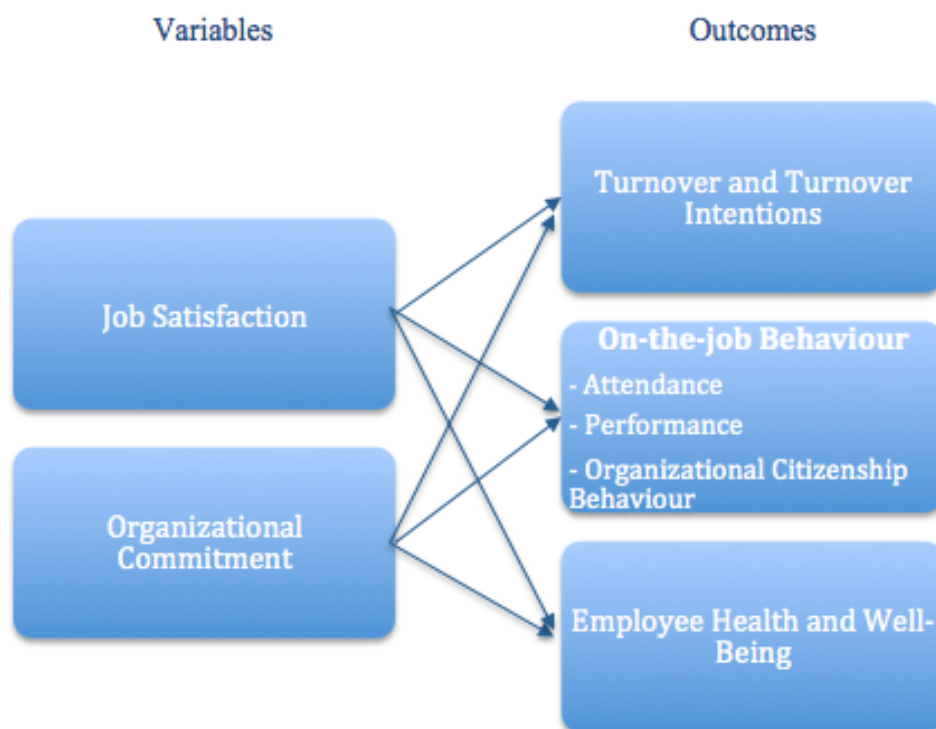 Variables
Outcomes
Turnover and Turnover
Intentions
Job Satisfaction
On-the-job Behaviour
- Attendance
- Performance
- Organizational Citizenship
Behaviour
Organizational
Commitment
Employee Health and Well-
Being